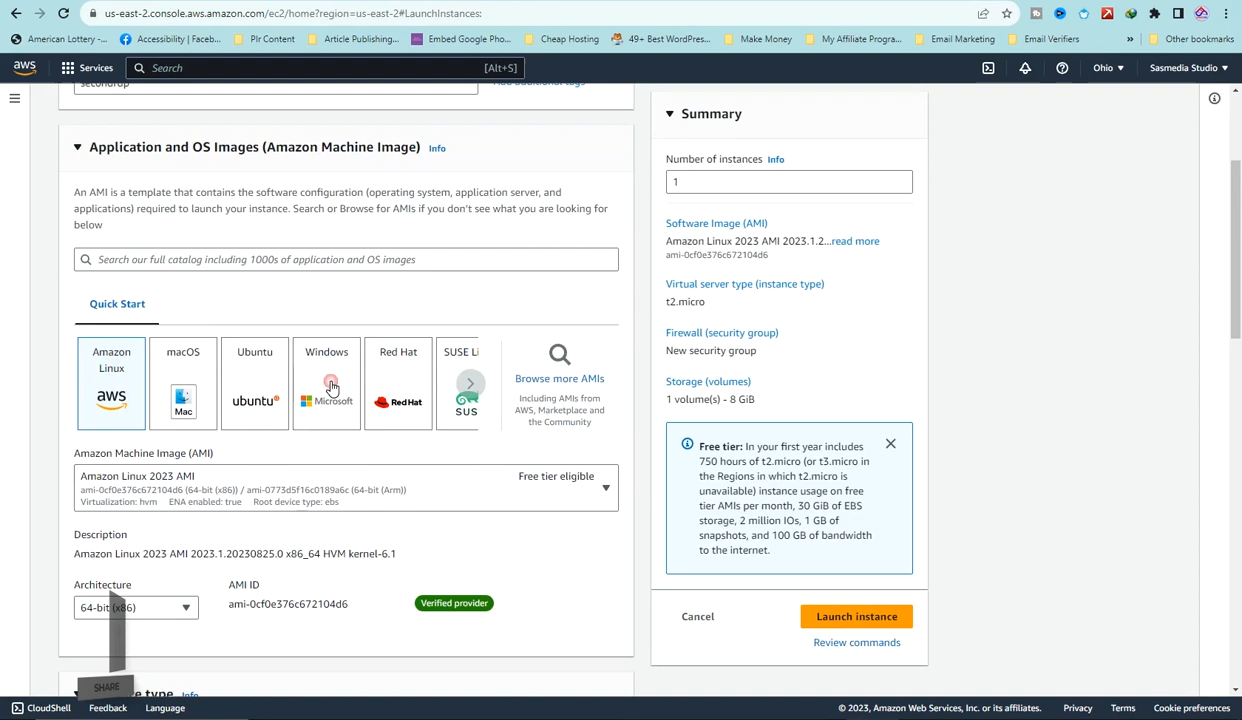 us-east-2.console.aws.amazon.com/ec2/home?region=us-east-2#LaunchInstances:
American Lottery -...
Accessibility | Faceb...
Plr Content
Article Publishing...
Embed Google Pho...
Cheap Hosting
49+ Best WordPress...
Make Money
My Affiliate Progra...
Email Marketing
Email Verifiers
»
Other bookmarks
aws
Services
Search
[Alt+S]
Ohio
Sasmedia Studio
Summary
Number of instances Info
1
Application and OS Images (Amazon Machine Image) Info
An AMI is a template that contains the software configuration (operating system, application server, and
applications) required to launch your instance. Search or Browse for AMIs if you don't see what you are looking for
below
Search our full catalog including 1000s of application and OS images
Quick Start
Amazon
Linux
aws
macOS
Mac
Ubuntu
ubuntu
Windows
Microsoft
Red Hat
Red Hat
SUSE Li
SUS
Browse more AMIs
Including AMIs from
AWS, Marketplace and
the Community
Amazon Machine Image (AMI)
Amazon Linux 2023 AMI
Free tier eligible
ami-0cf0e376c672104d6 (64-bit (x86)) / ami-0773d5f16c0189a6c (64-bit (Arm))
Virtualization: hvm ENA enabled: true Root device type: ebs
Description
Amazon Linux 2023 AMI 2023.1.20230825.0 x86_64 HVM kernel-6.1
Architecture
64-bit (x86)
AMI ID
ami-0cf0e376c672104d6
Verified provider
Software Image (AMI)
Amazon Linux 2023 AMI 2023.1.2...read more
ami-0cf0e376c672104d6
Virtual server type (instance type)
t2.micro
Firewall (security group)
New security group
Storage (volumes)
1 volume(s) - 8 GiB
Free tier: In your first year includes
750 hours of t2.micro (or t3.micro in
the Regions in which t2.micro is
unavailable) instance usage on free
tier AMIs per month, 30 GiB of EBS
storage, 2 million IOs, 1 GB of
snapshots, and 100 GB of bandwidth
to the internet.
Cancel
Launch instance
Review commands
SHARE
type Info
CloudShell
Feedback
Language
© 2023, Amazon Web Services, Inc. or its affiliates.
Privacy
Terms
Cookie preferences